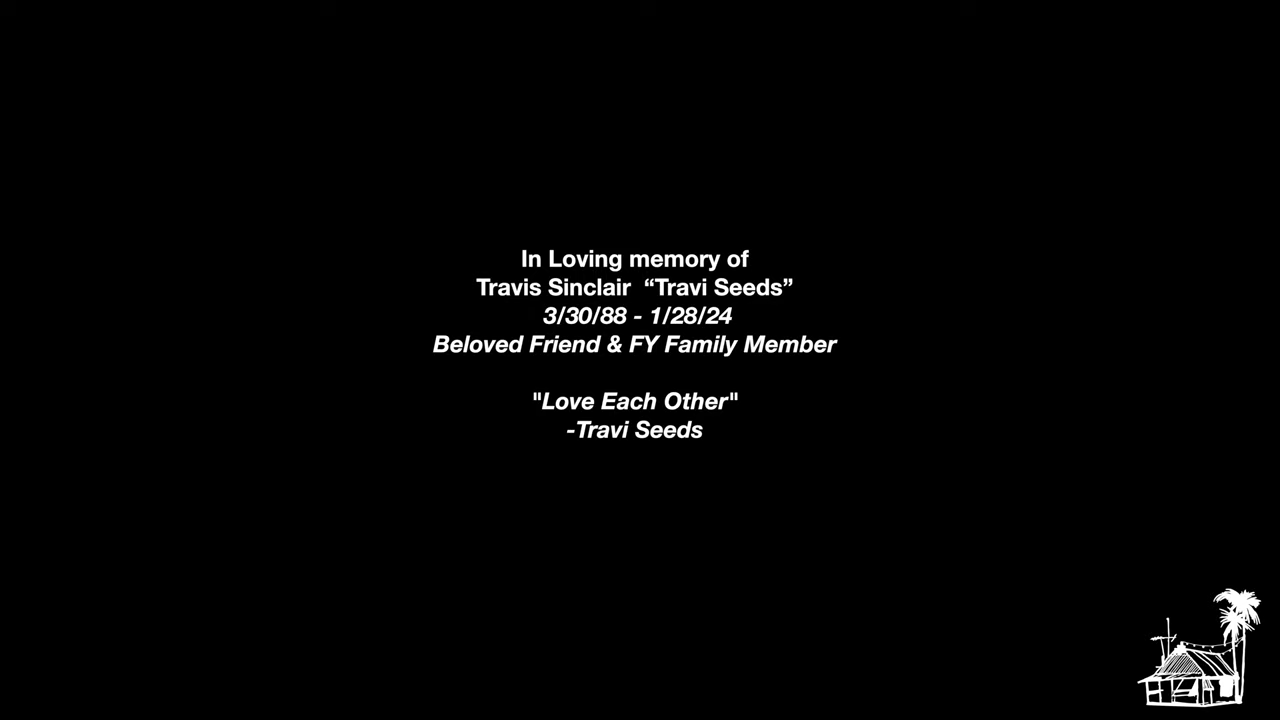 In Loving memory of
Travis Sinclair  “Travi Seeds”
3/30/88 - 1/28/24
Beloved Friend & FY Family Member
"Love Each Other"
-Travi Seeds